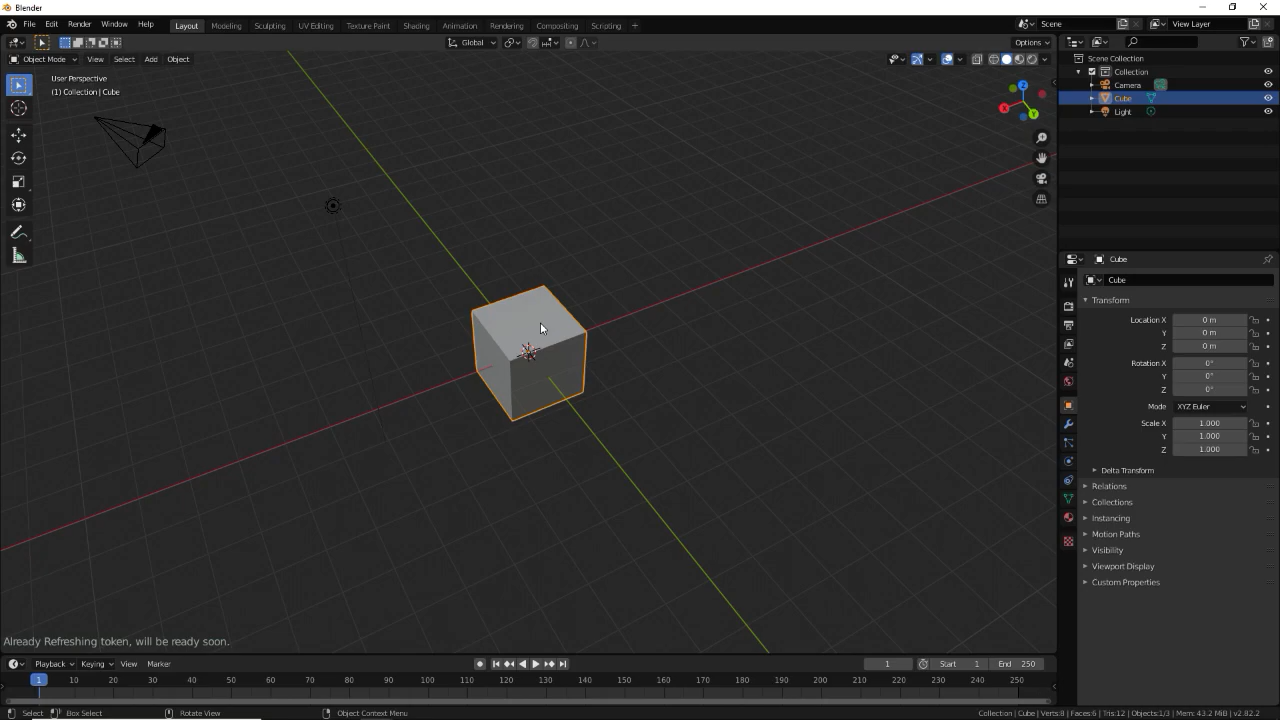 Blender
File Edit Render Window Help Layout Modeling Sculpting UV Editing Texture Paint Shading Animation Rendering Compositing Scripting + Scene View Layer
Global Options
Object Mode View Select Add Object
User Perspective
(1) Collection | Cube
X Y Z
Scene Collection
Collection
Camera
Cube
Light
Cube
Cube
Transform
Location X 0 m
Y 0 m
Z 0 m
Rotation X 0°
Y 0°
Z 0°
Mode XYZ Euler
Scale X 1.000
Y 1.000
Z 1.000
Delta Transform
Relations
Collections
Instancing
Motion Paths
Visibility
Viewport Display
Custom Properties
Already Refreshing token, will be ready soon.
Playback Keying View Marker 1 Start 1 End 250
1 10 20 30 40 50 60 70 80 90 100 110 120 130 140 150 160 170 180 190 200 210 220 230 240 250
Select Box Select Rotate View Object Context Menu Collection | Cube | Verts:8 | Faces:6 | Tris:12 | Objects:1/3 | Mem: 43.2 MiB | v2.82.2